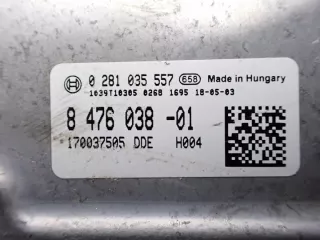 0 281 035 557 658 Made in Hungary
1039T10305 0268 1695 18-05-03
8 476 038 -01
170037505 DDE H004